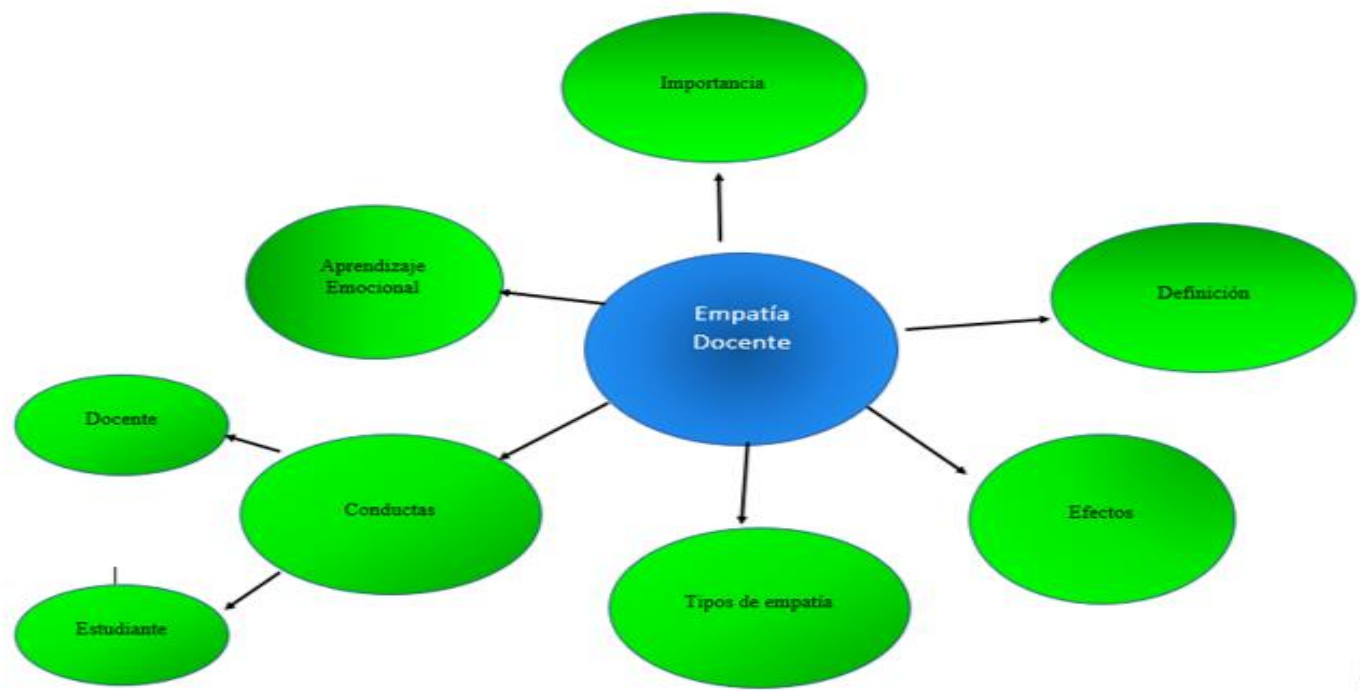 Importancia
Aprendizaje
Emocional
Empatía
Docente
Definición
Docente
Conductas
Efectos
Tipos de empatía
Estudiante